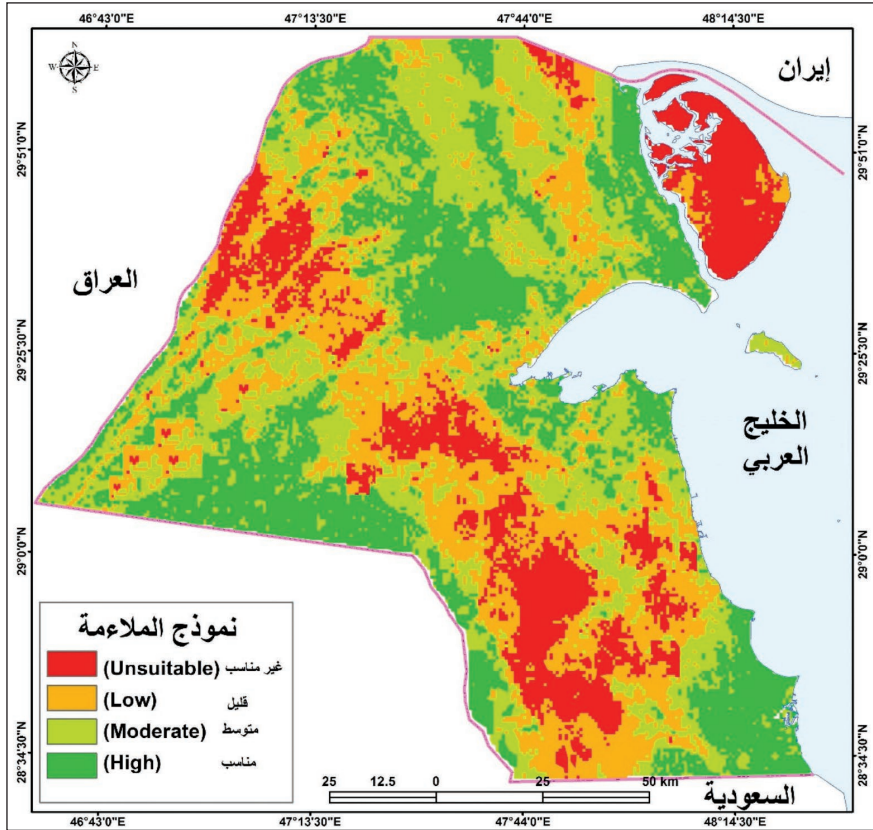 46°43'0"E 47°13'30"E 47°44'0"E 48°14'30"E
N
W E
S
إيران
29°51'0"N 29°51'0"N
العراق
29°25'30"N 29°25'30"N
الخليج
العربي
29°0'0"N 29°0'0"N
نموذج الملاءمة
(Unsuitable) غير مناسب
(Low) قليل
(Moderate) متوسط
(High) مناسب
28°34'30"N 28°34'30"N
25 12.5 0 25 50 km
السعودية
46°43'0"E 47°13'30"E 47°44'0"E 48°14'30"E